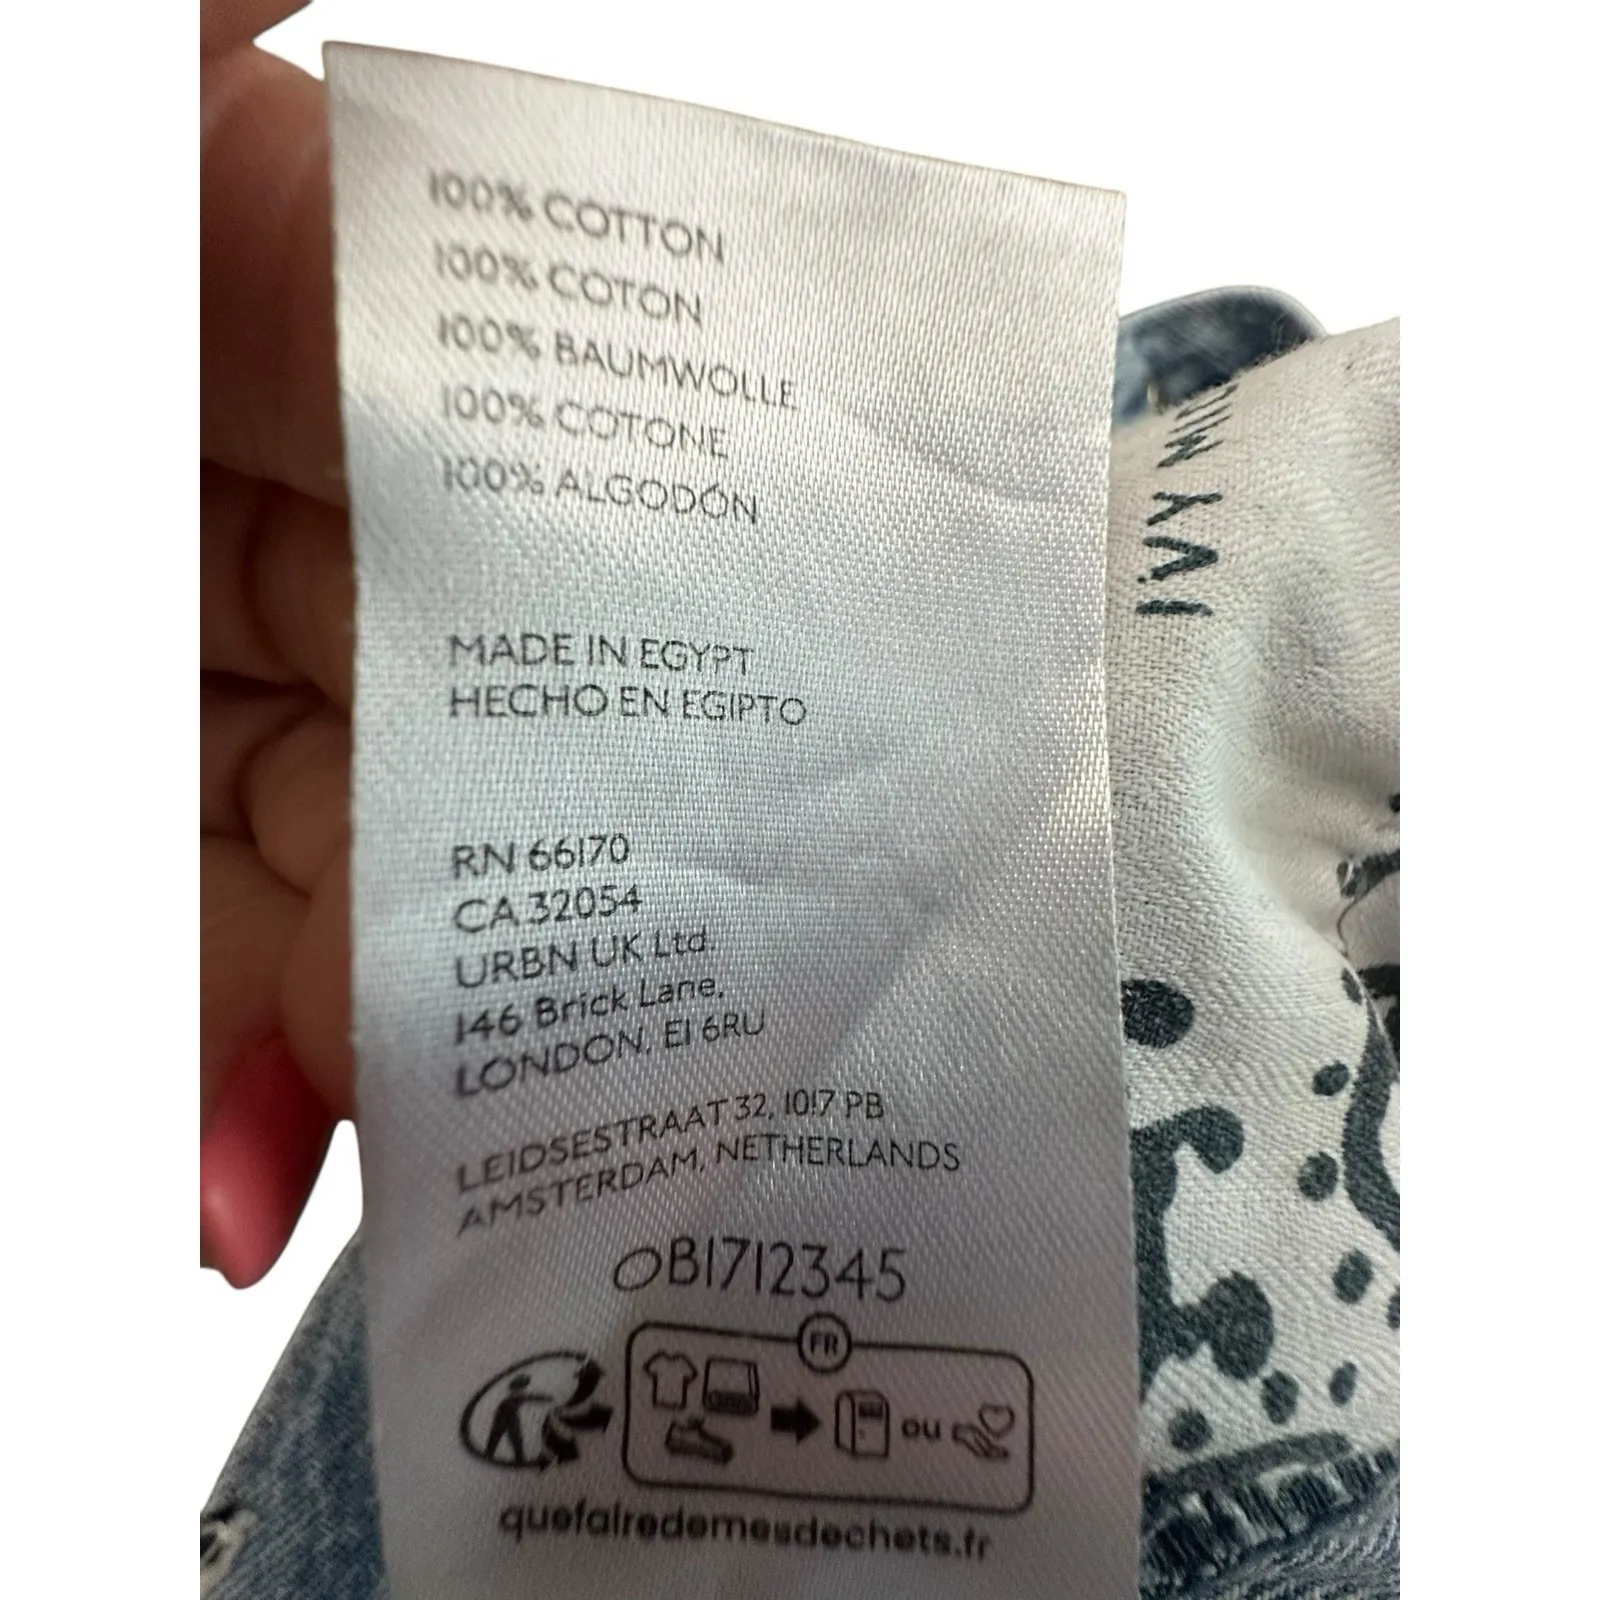 100% COTTON
100% COTON
100% BAUMWOLLE
100% COTONE
100% ALGODÓN
MADE IN EGYPT
HECHO EN EGIPTO
RN 66170
CA 32054
URBN UK Ltd.
146 Brick Lane,
LONDON, E1 6RU
LEIDSESTRAAT 32, 1017 PB
AMSTERDAM, NETHERLANDS
OB1712345
FR
ou
quefairedemesdechets.fr